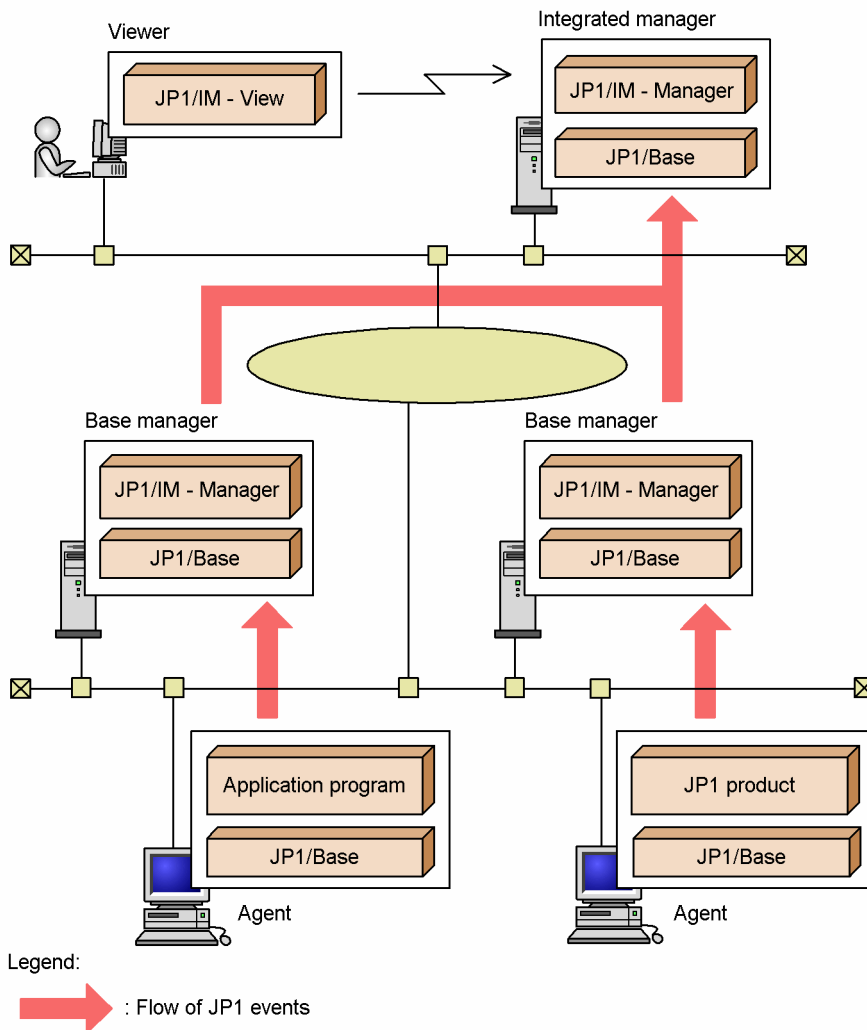 Viewer
Integrated manager
JP1/IM - View
JP1/IM - Manager
JP1/Base
Base manager
Base manager
JP1/IM - Manager
JP1/IM - Manager
JP1/Base
JP1/Base
Application program
JP1 product
JP1/Base
JP1/Base
Agent
Agent
Legend:
: Flow of JP1 events